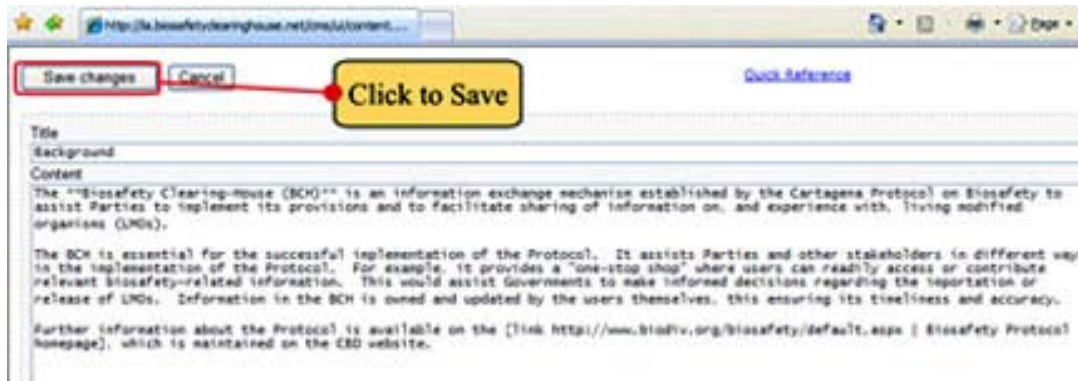 http://la.biosafetyclearinghouse.net/cms/ui/content....
Page
Save changes
Cancel
Click to Save
Quick Reference
Title
Background
Content
The **Biosafety Clearing-House (BCH)** is an information exchange mechanism established by the Cartagena Protocol on Biosafety to
assist Parties to implement its provisions and to facilitate sharing of information on, and experience with, living modified
organisms (LMOs).
The BCH is essential for the successful implementation of the Protocol. It assists Parties and other stakeholders in different way
in the implementation of the Protocol. For example, it provides a "one-stop shop" where users can readily access or contribute
relevant biosafety-related information. This would assist Governments to make informed decisions regarding the importation or
release of LMOs. Information in the BCH is owned and updated by the users themselves, this ensuring its timeliness and accuracy.
Further information about the Protocol is available on the [link http://www.biodiv.org/biosafety/default.aspx | Biosafety Protocol
homepage], which is maintained on the CBD website.